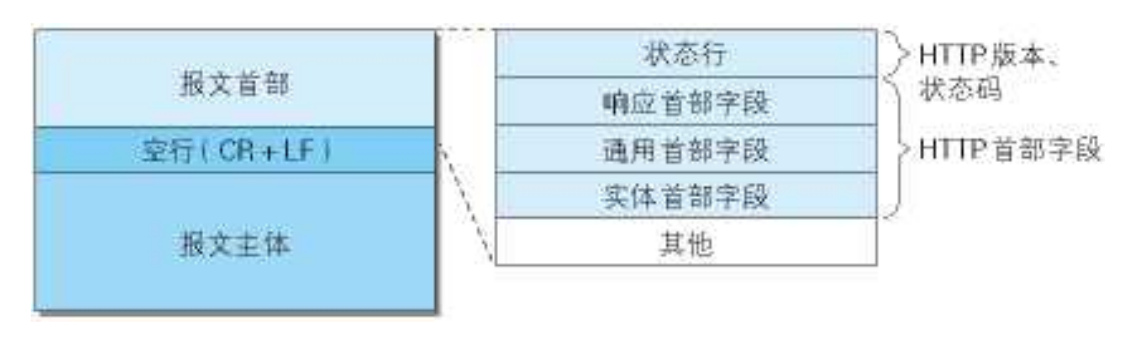 报文首部
空行(CR+LF)
报文主体
状态行
响应首部字段
通用首部字段
实体首部字段
其他
HTTP版本、
状态码
HTTP首部字段